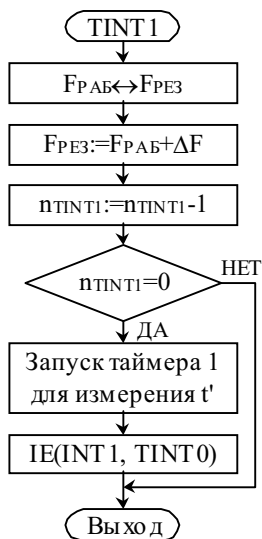 TINT1
FРАБ↔FРЕЗ
FРЕЗ:=FРАБ+ΔF
nTINT1:=nTINT1-1
nTINT1=0
НЕТ
ДА
Запуск таймера 1
для измерения t'
IE(INT1, TINT0)
Выход